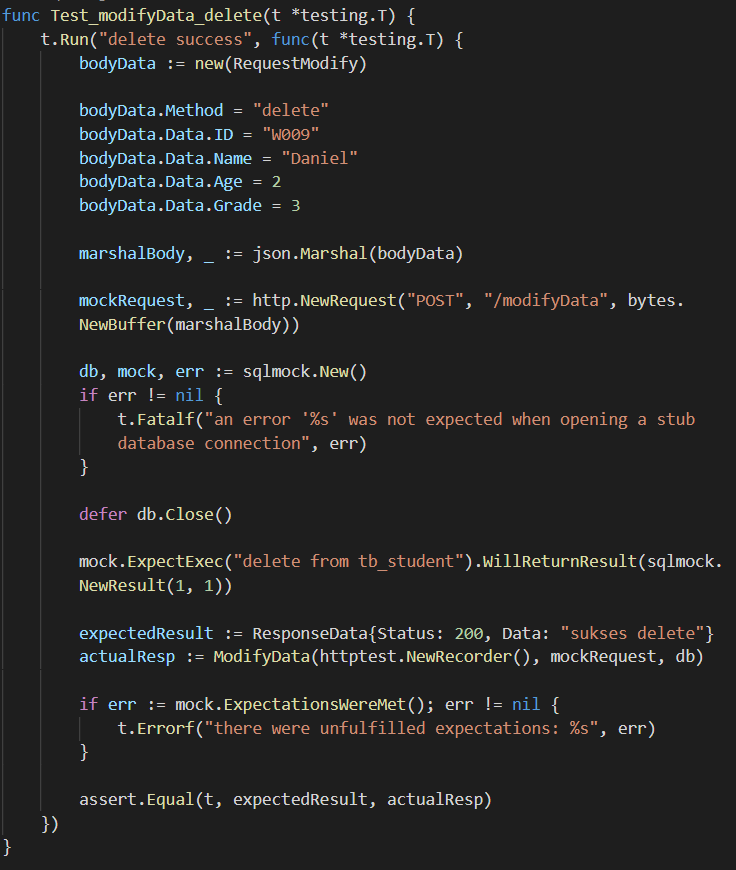 func Test_modifyData_delete(t *testing.T) {
t.Run("delete success", func(t *testing.T) {
bodyData := new(RequestModify)
bodyData.Method = "delete"
bodyData.Data.ID = "W009"
bodyData.Data.Name = "Daniel"
bodyData.Data.Age = 2
bodyData.Data.Grade = 3
marshalBody, _ := json.Marshal(bodyData)
mockRequest, _ := http.NewRequest("POST", "/modifyData", bytes.
NewBuffer(marshalBody))
db, mock, err := sqlmock.New()
if err != nil {
t.Fatalf("an error '%s' was not expected when opening a stub
database connection", err)
}
defer db.Close()
mock.ExpectExec("delete from tb_student").WillReturnResult(sqlmock.
NewResult(1, 1))
expectedResult := ResponseData{Status: 200, Data: "sukses delete"}
actualResp := ModifyData(httptest.NewRecorder(), mockRequest, db)
if err := mock.ExpectationsWereMet(); err != nil {
t.Errorf("there were unfulfilled expectations: %s", err)
}
assert.Equal(t, expectedResult, actualResp)
})
}